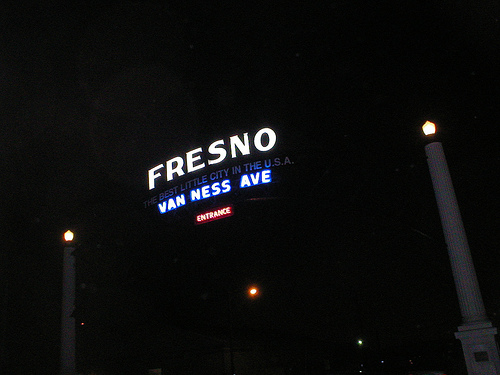 FRESNO
THE BEST LITTLE CITY IN THE U.S.A.
VAN NESS AVE
ENTRANCE